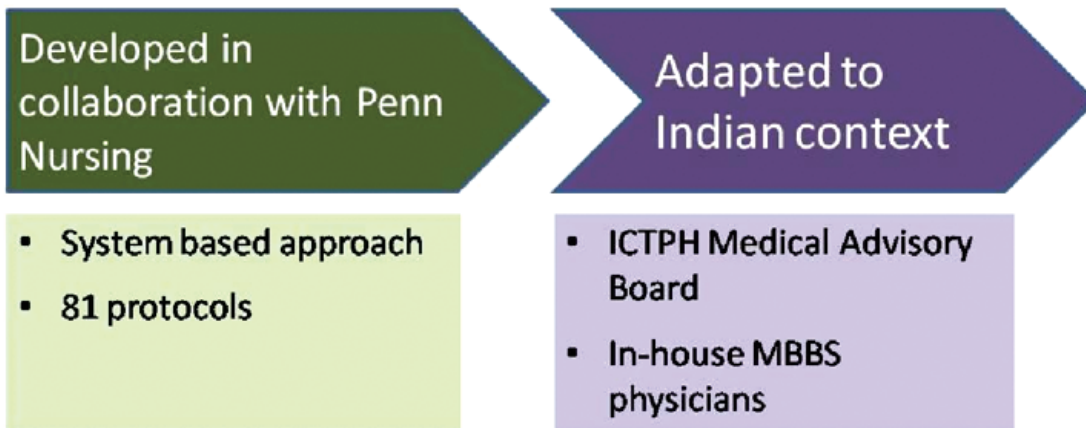 Developed in
collaboration with Penn
Nursing
▪ System based approach
▪ 81 protocols
Adapted to
Indian context
▪ ICTPH Medical Advisory
Board
▪ In-house MBBS
physicians